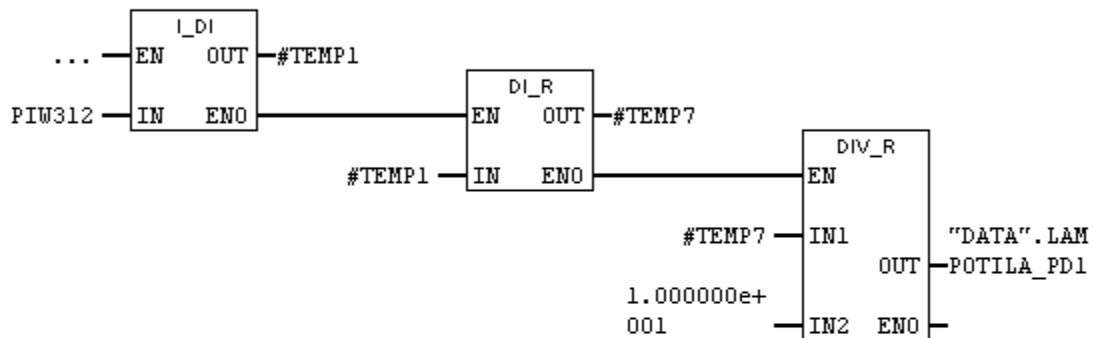 I_DI
... EN OUT #TEMP1
PIW312 IN ENO
DI_R
EN OUT #TEMP7
#TEMP1 IN ENO
DIV_R
EN
#TEMP7 IN1 "DATA".LAM
OUT POTILA_PD1
1.000000e+
001 IN2 ENO